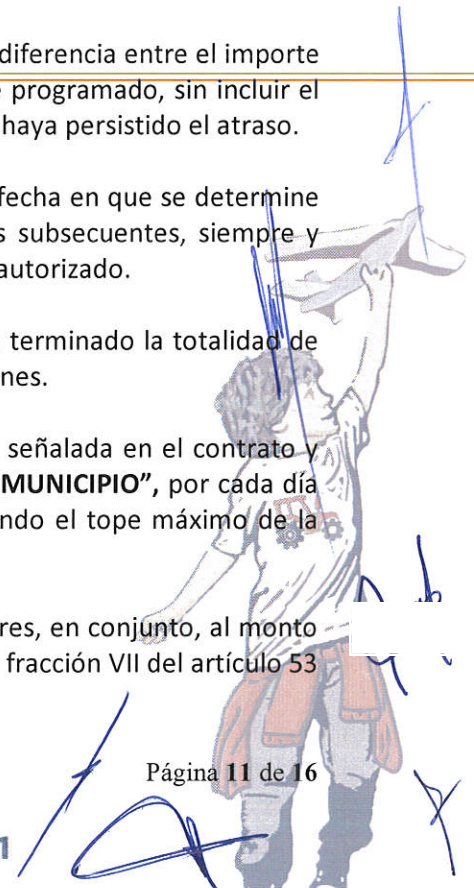 diferencia entre el importe
programado, sin incluir el
haya persistido el atraso.
fecha en que se determine
s subsecuentes, siempre y
autorizado.
terminado la totalidad de
nes.
señalada en el contrato y
MUNICIPIO", por cada día
ndo el tope máximo de la
res, en conjunto, al monto
fracción VII del artículo 53
Página 11 de 16
1